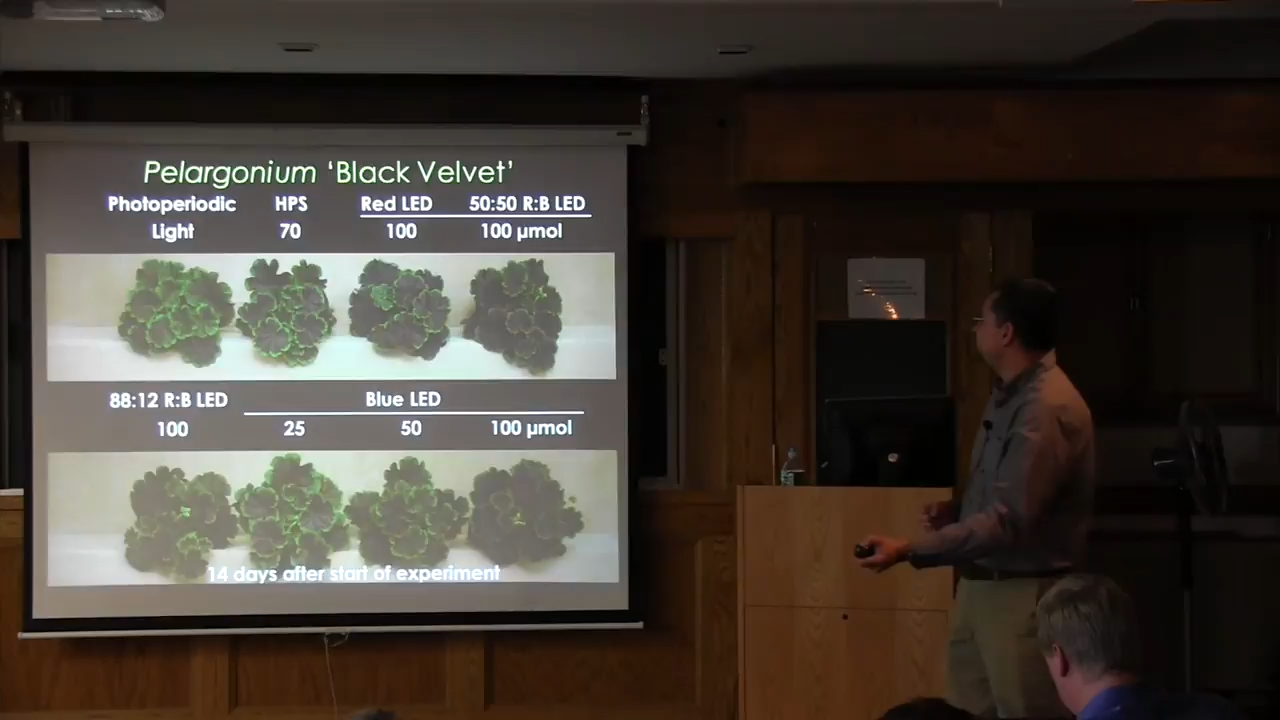 Pelargonium ‘Black Velvet’
Photoperiodic HPS Red LED 50:50 R:B LED
Light 70 100 100 µmol
88:12 R:B LED Blue LED
100 25 50 100 µmol
14 days after start of experiment